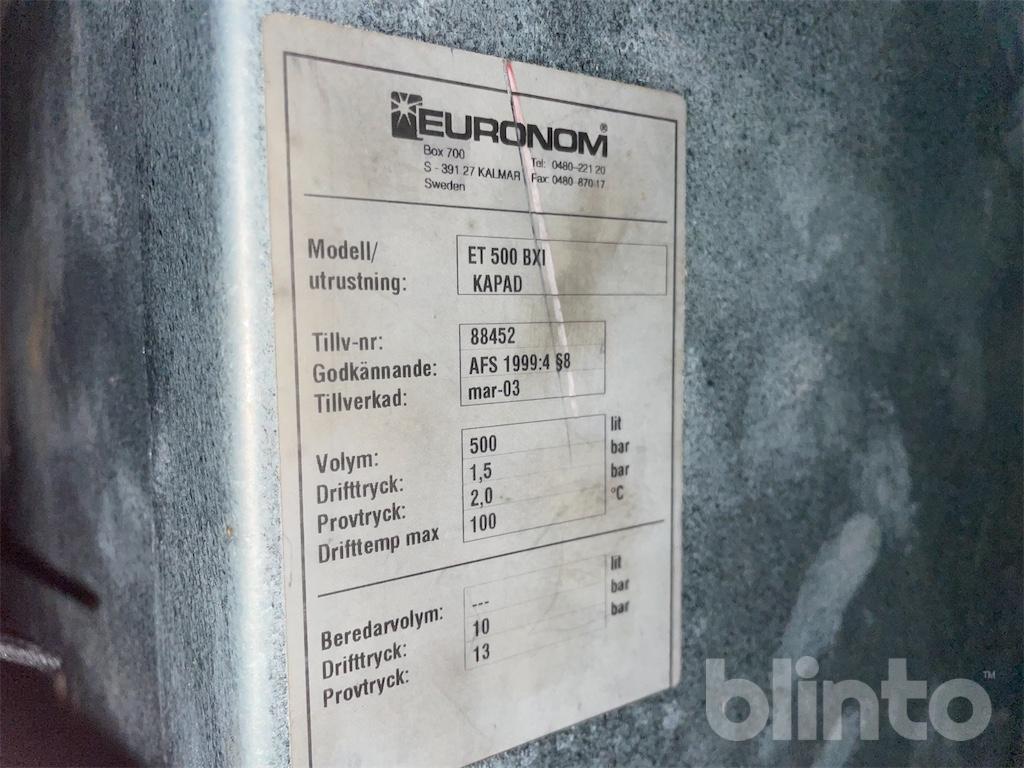 EURONOM®
Box 700
S - 391 27 KALMAR
Sweden
Tel: 0480-221 20
Fax: 0480-870 17
Modell/ ET 500 BXI
utrustning: KAPAD
Tillv-nr: 88452
Godkännande: AFS 1999:4 §8
Tillverkad: mar-03
Volym: 500 lit
Drifttryck: 1,5 bar
Provtryck: 2,0 bar
Drifttemp max 100 °C
Beredarvolym: --- lit
Drifttryck: 10 bar
Provtryck: 13 bar
blinto™